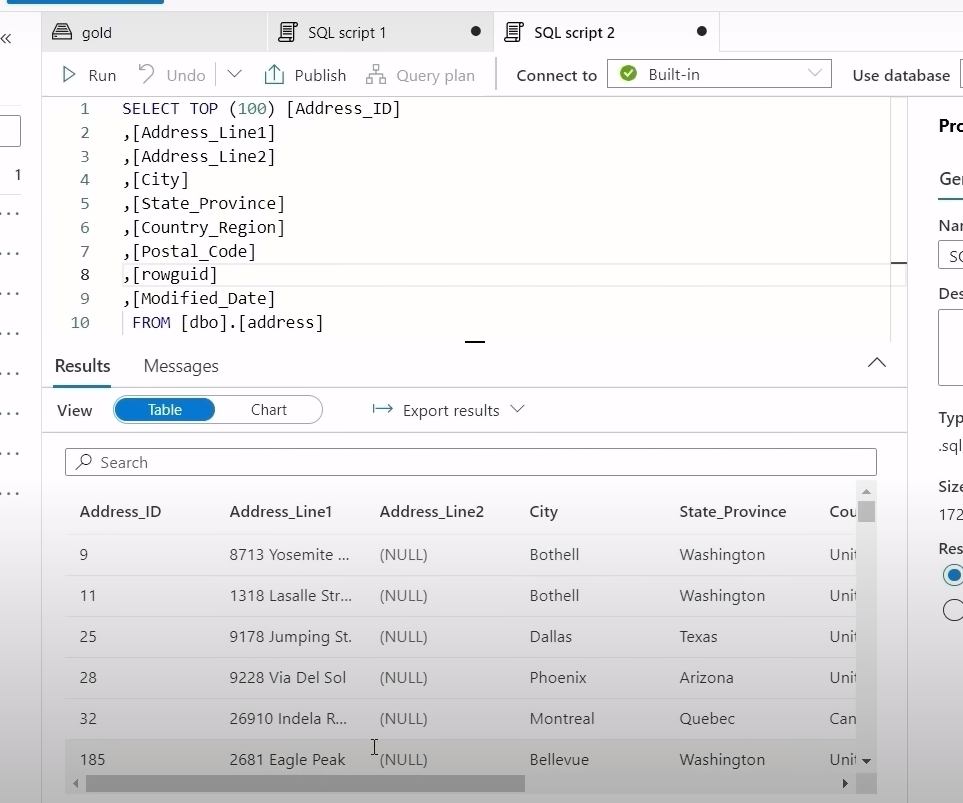 gold
SQL script 1
SQL script 2
Run
Undo
Publish
Query plan
Connect to
Built-in
Use database
1 SELECT TOP (100) [Address_ID]
2 ,[Address_Line1]
3 ,[Address_Line2]
4 ,[City]
5 ,[State_Province]
6 ,[Country_Region]
7 ,[Postal_Code]
8 ,[rowguid]
9 ,[Modified_Date]
10 FROM [dbo].[address]
1
Pro
Ger
Nar
SC
Des
Typ
.sql
Size
172
Res
Results Messages
View Table Chart Export results
Search
Address_ID Address_Line1 Address_Line2 City State_Province Cou
9 8713 Yosemite ... (NULL) Bothell Washington Unit
11 1318 Lasalle Str... (NULL) Bothell Washington Unit
25 9178 Jumping St. (NULL) Dallas Texas Unit
28 9228 Via Del Sol (NULL) Phoenix Arizona Unit
32 26910 Indela R... (NULL) Montreal Quebec Can
185 2681 Eagle Peak (NULL) Bellevue Washington Unit